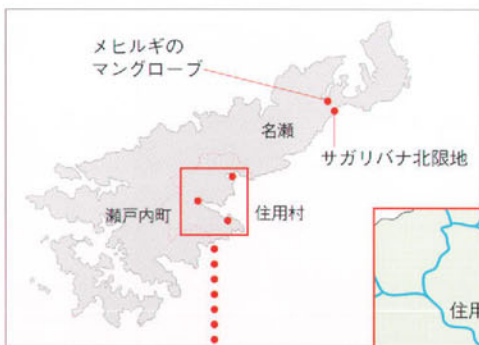 メヒルギの
マングローブ
名瀬
サガリバナ北限地
瀬戸内町
住用村
住用